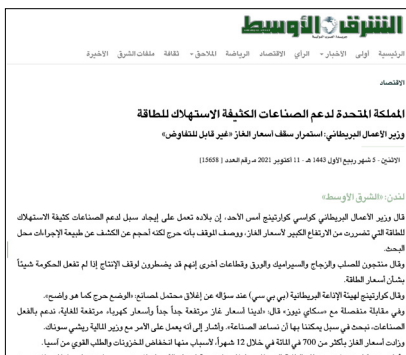 الشرق الأوسط
الرئيسية أولى الأخبار الرأي الاقتصاد الرياضة الملاحق ثقافة ملفات الشرق الأخيرة
الاقتصاد
المملكة المتحدة لدعم الصناعات الكثيفة الاستهلاك للطاقة
وزير الأعمال البريطاني: استمرار سقف أسعار الغاز «غير قابل للتفاوض»
الاثنين - 5 شهر ربيع الأول 1443 هـ - 11 أكتوبر 2021 مـ رقم العدد [15658]
لندن: «الشرق الأوسط»
قال وزير الأعمال البريطاني كواسي كوارتينج أمس الأحد، إن بلاده تعمل على إيجاد سبل لدعم الصناعات كثيفة الاستهلاك
للطاقة التي تضررت من الارتفاع الكبير لأسعار الغاز، ووصف الموقف بأنه حرج لكنه أحجم عن الكشف عن طبيعة الإجراءات محل
البحث.
وقال منتجون للصلب والزجاج والسيراميك والورق وقطاعات أخرى إنهم قد يضطرون لوقف الإنتاج إذا لم تفعل الحكومة شيئاً
بشأن أسعار الطاقة.
وقال كوارتينج لهيئة الإذاعة البريطانية (بي بي سي) عند سؤاله عن إغلاق محتمل لمصانع: «الوضع حرج كما هو واضح».
وفي مقابلة منفصلة مع «سكاي نيوز» قال: «لدينا أسعار غاز مرتفعة جداً جداً وأسعار كهرباء مرتفعة للغاية، ندعم بالفعل
الصناعات، نبحث في سبل يمكننا بها أن نساعد الصناعة». وأشار إلى أنه يعمل على الأمر مع وزير المالية ريشي سوناك.
وزادت أسعار الغاز بأكثر من 700 في المائة في خلال 12 شهراً، لأسباب منها انخفاض المخزونات والطلب القوي من آسيا.